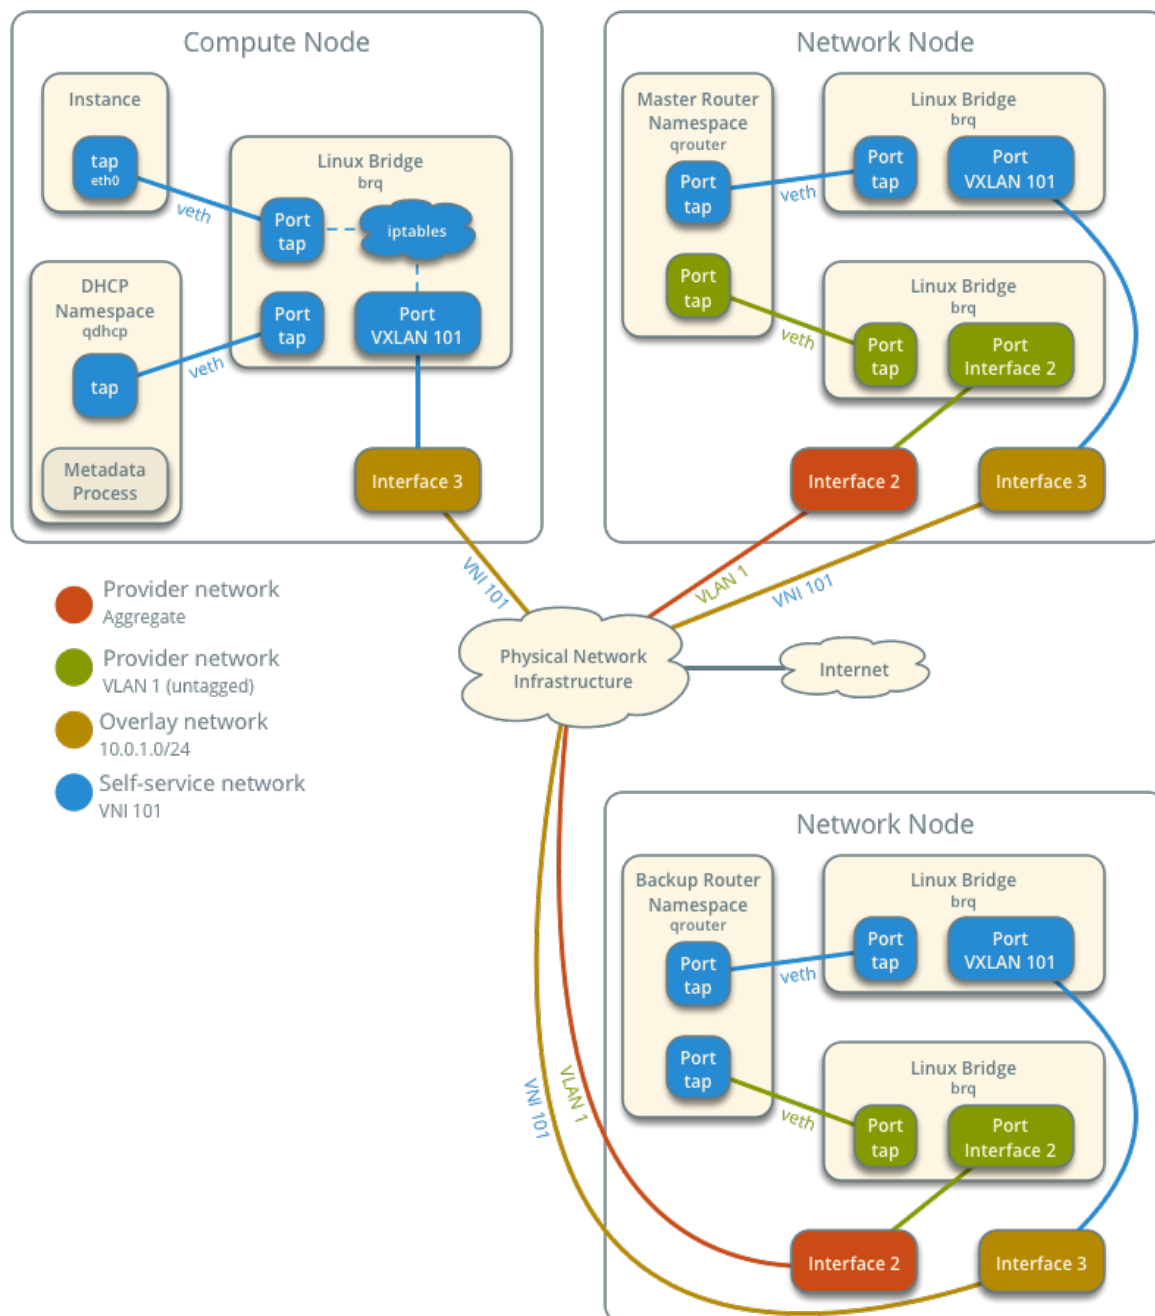 Compute Node
Instance
tap
eth0
veth
Linux Bridge
brq
Port
tap
iptables
DHCP
Namespace
qdhcp
tap
veth
Port
tap
Port
VXLAN 101
Metadata
Process
Interface 3
VNI 101
Network Node
Master Router
Namespace
qrouter
Port
tap
veth
Linux Bridge
brq
Port
tap
Port
VXLAN 101
Port
tap
veth
Linux Bridge
brq
Port
tap
Port
Interface 2
Interface 2
Interface 3
VLAN 1
VNI 101
Provider network
Aggregate
Provider network
VLAN 1 (untagged)
Overlay network
10.0.1.0/24
Self-service network
VNI 101
Physical Network
Infrastructure
Internet
Network Node
Backup Router
Namespace
qrouter
Port
tap
veth
Linux Bridge
brq
Port
tap
Port
VXLAN 101
Port
tap
veth
Linux Bridge
brq
Port
tap
Port
Interface 2
VNI 101
VLAN 1
Interface 2
Interface 3